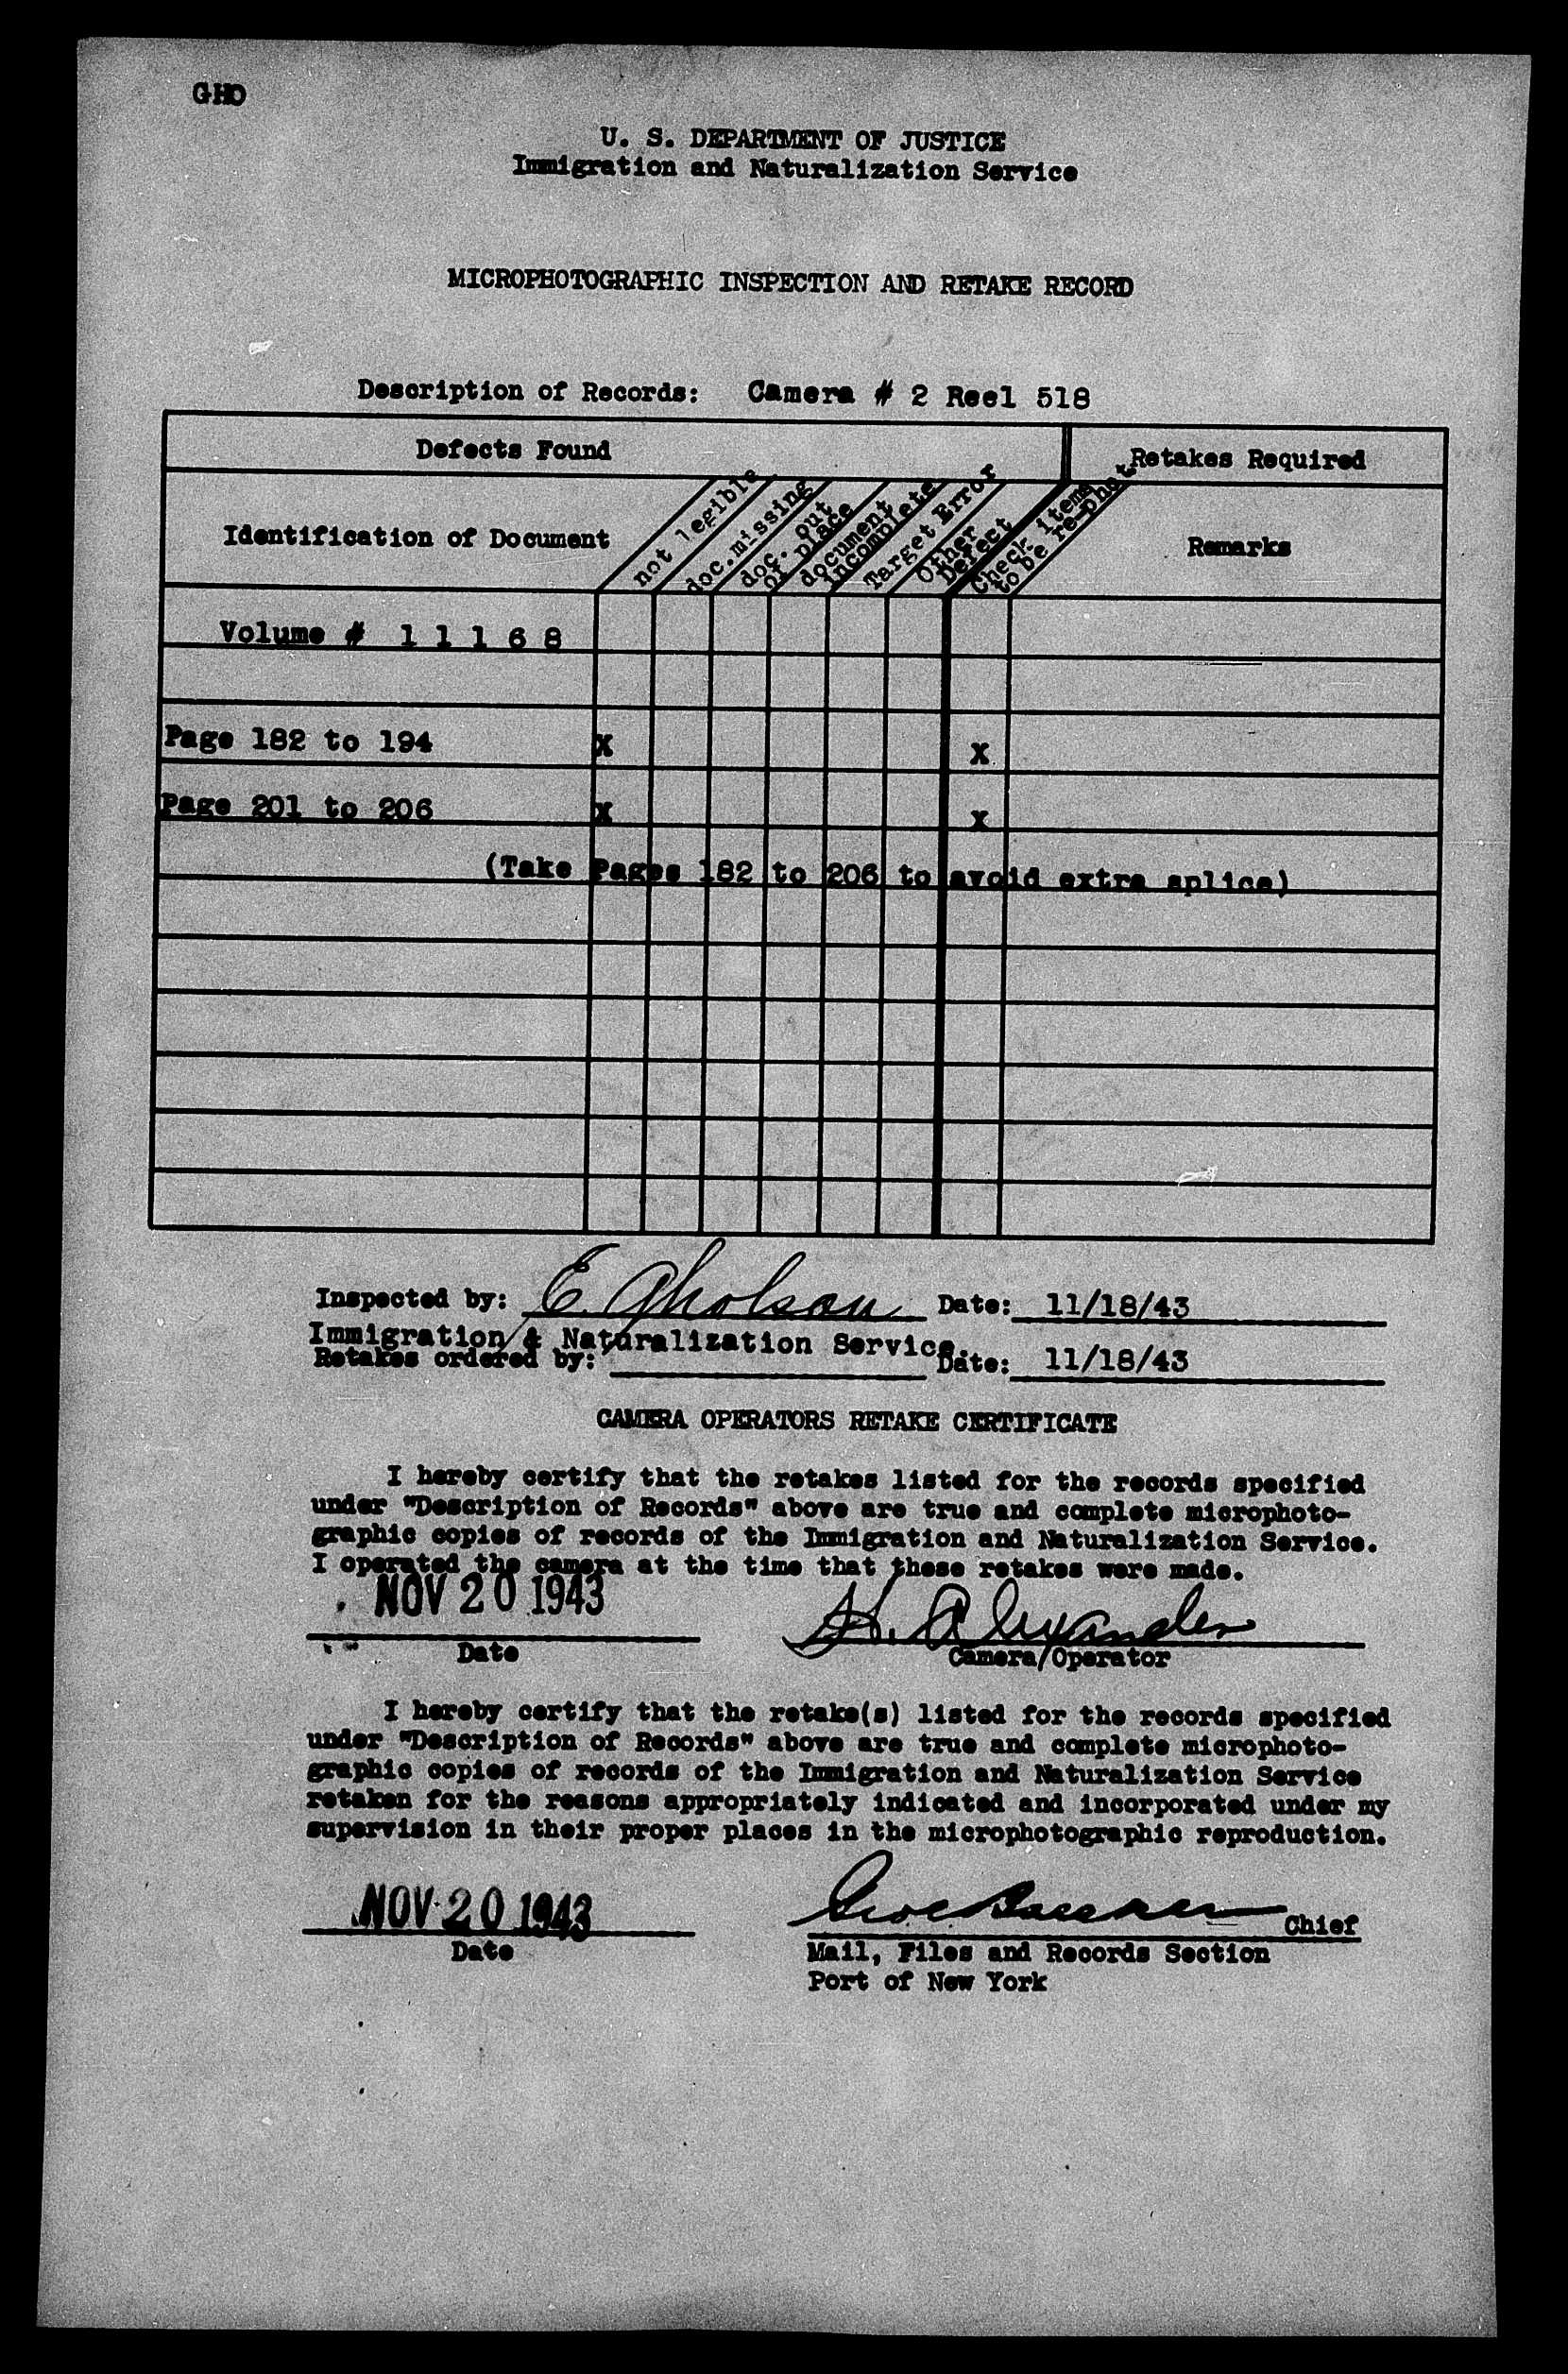 GHO
U. S. DEPARTMENT OF JUSTICE
Immigration and Naturalization Service
MICROPHOTOGRAPHIC INSPECTION AND RETAKE RECORD
Description of Records: Camera # 2 Reel 518
Defects Found
Retakes Required
Identification of Document
not legible
doc.missing
doc. out
of place
document
incomplete
Target Error
Other
Defect
Check items
to be re-phot
Remarks
Volume # 1 1 1 6 8
Page 182 to 194 X X
Page 201 to 206 X X
(Take Pages 182 to 206 to avoid extra splice)
Inspected by: E. Gholson Date: 11/18/43
Immigration & Naturalization Service.
Retakes ordered by: Date: 11/18/43
CAMERA OPERATORS RETAKE CERTIFICATE
I hereby certify that the retakes listed for the records specified
under "Description of Records" above are true and complete microphoto-
graphic copies of records of the Immigration and Naturalization Service.
I operated the camera at the time that these retakes were made.
NOV 20 1943 H. Alexander
Date Camera Operator
I hereby certify that the retake(s) listed for the records specified
under "Description of Records" above are true and complete microphoto-
graphic copies of records of the Immigration and Naturalization Service
retaken for the reasons appropriately indicated and incorporated under my
supervision in their proper places in the microphotographic reproduction.
NOV 20 1943 Chief
Date Mail, Files and Records Section
Port of New York